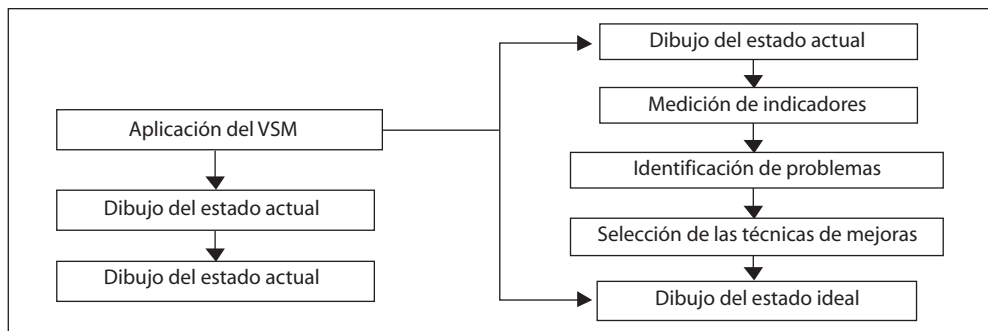 Aplicación del VSM
Dibujo del estado actual
Dibujo del estado actual
Dibujo del estado actual
Medición de indicadores
Identificación de problemas
Selección de las técnicas de mejoras
Dibujo del estado ideal